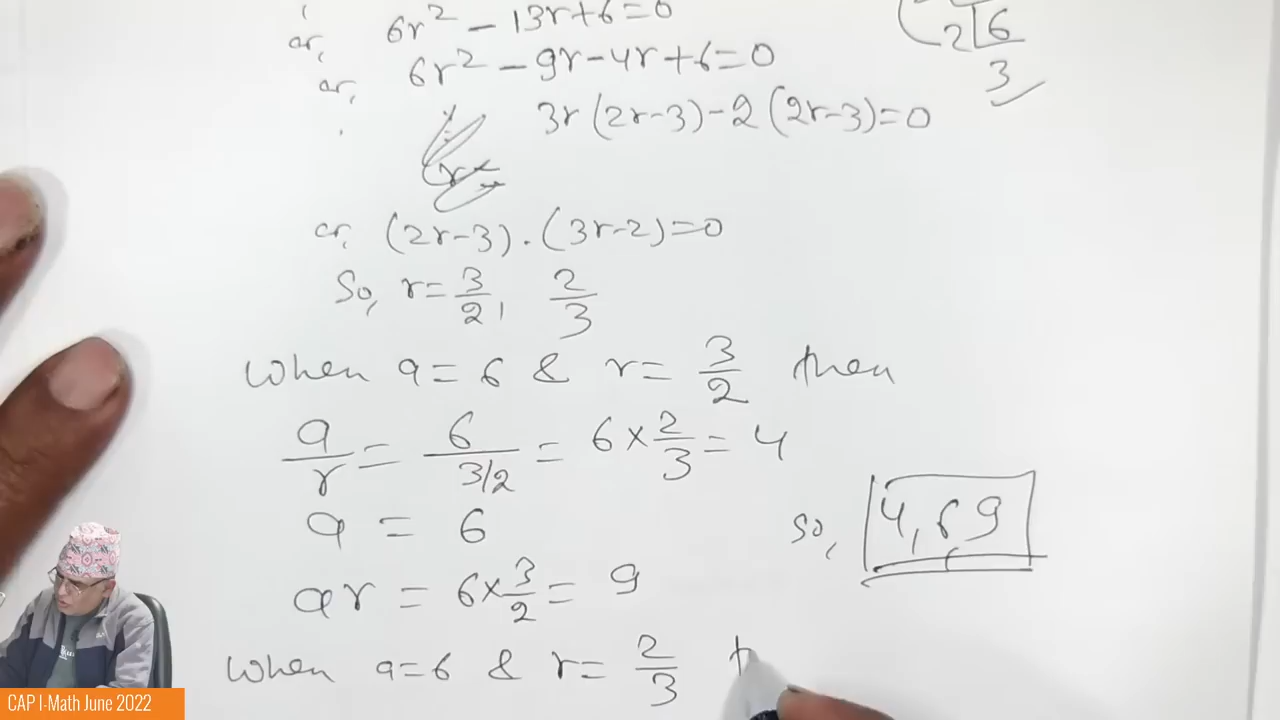 or, 6r² – 13r+6=0
or, 6r² – 9r–4r+6=0
or, 3r(2r–3)–2(2r–3)=0
2 6
3
or, (2r–3).(3r–2)=0
So, r=3/2, 2/3
When a=6 & r= 3/2 then
a/r = 6/3/2 = 6×2/3 = 4
a = 6
so, 4,69
ar = 6×3/2= 9
When a=6 & r= 2/3
CAP I-Math June 2022